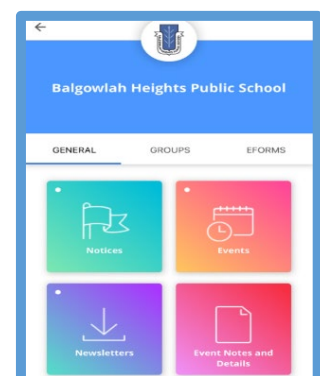 Balgowlah Heights Public School
GENERAL GROUPS EFORMS
Notices
Events
Newsletters
Event Notes and
Details